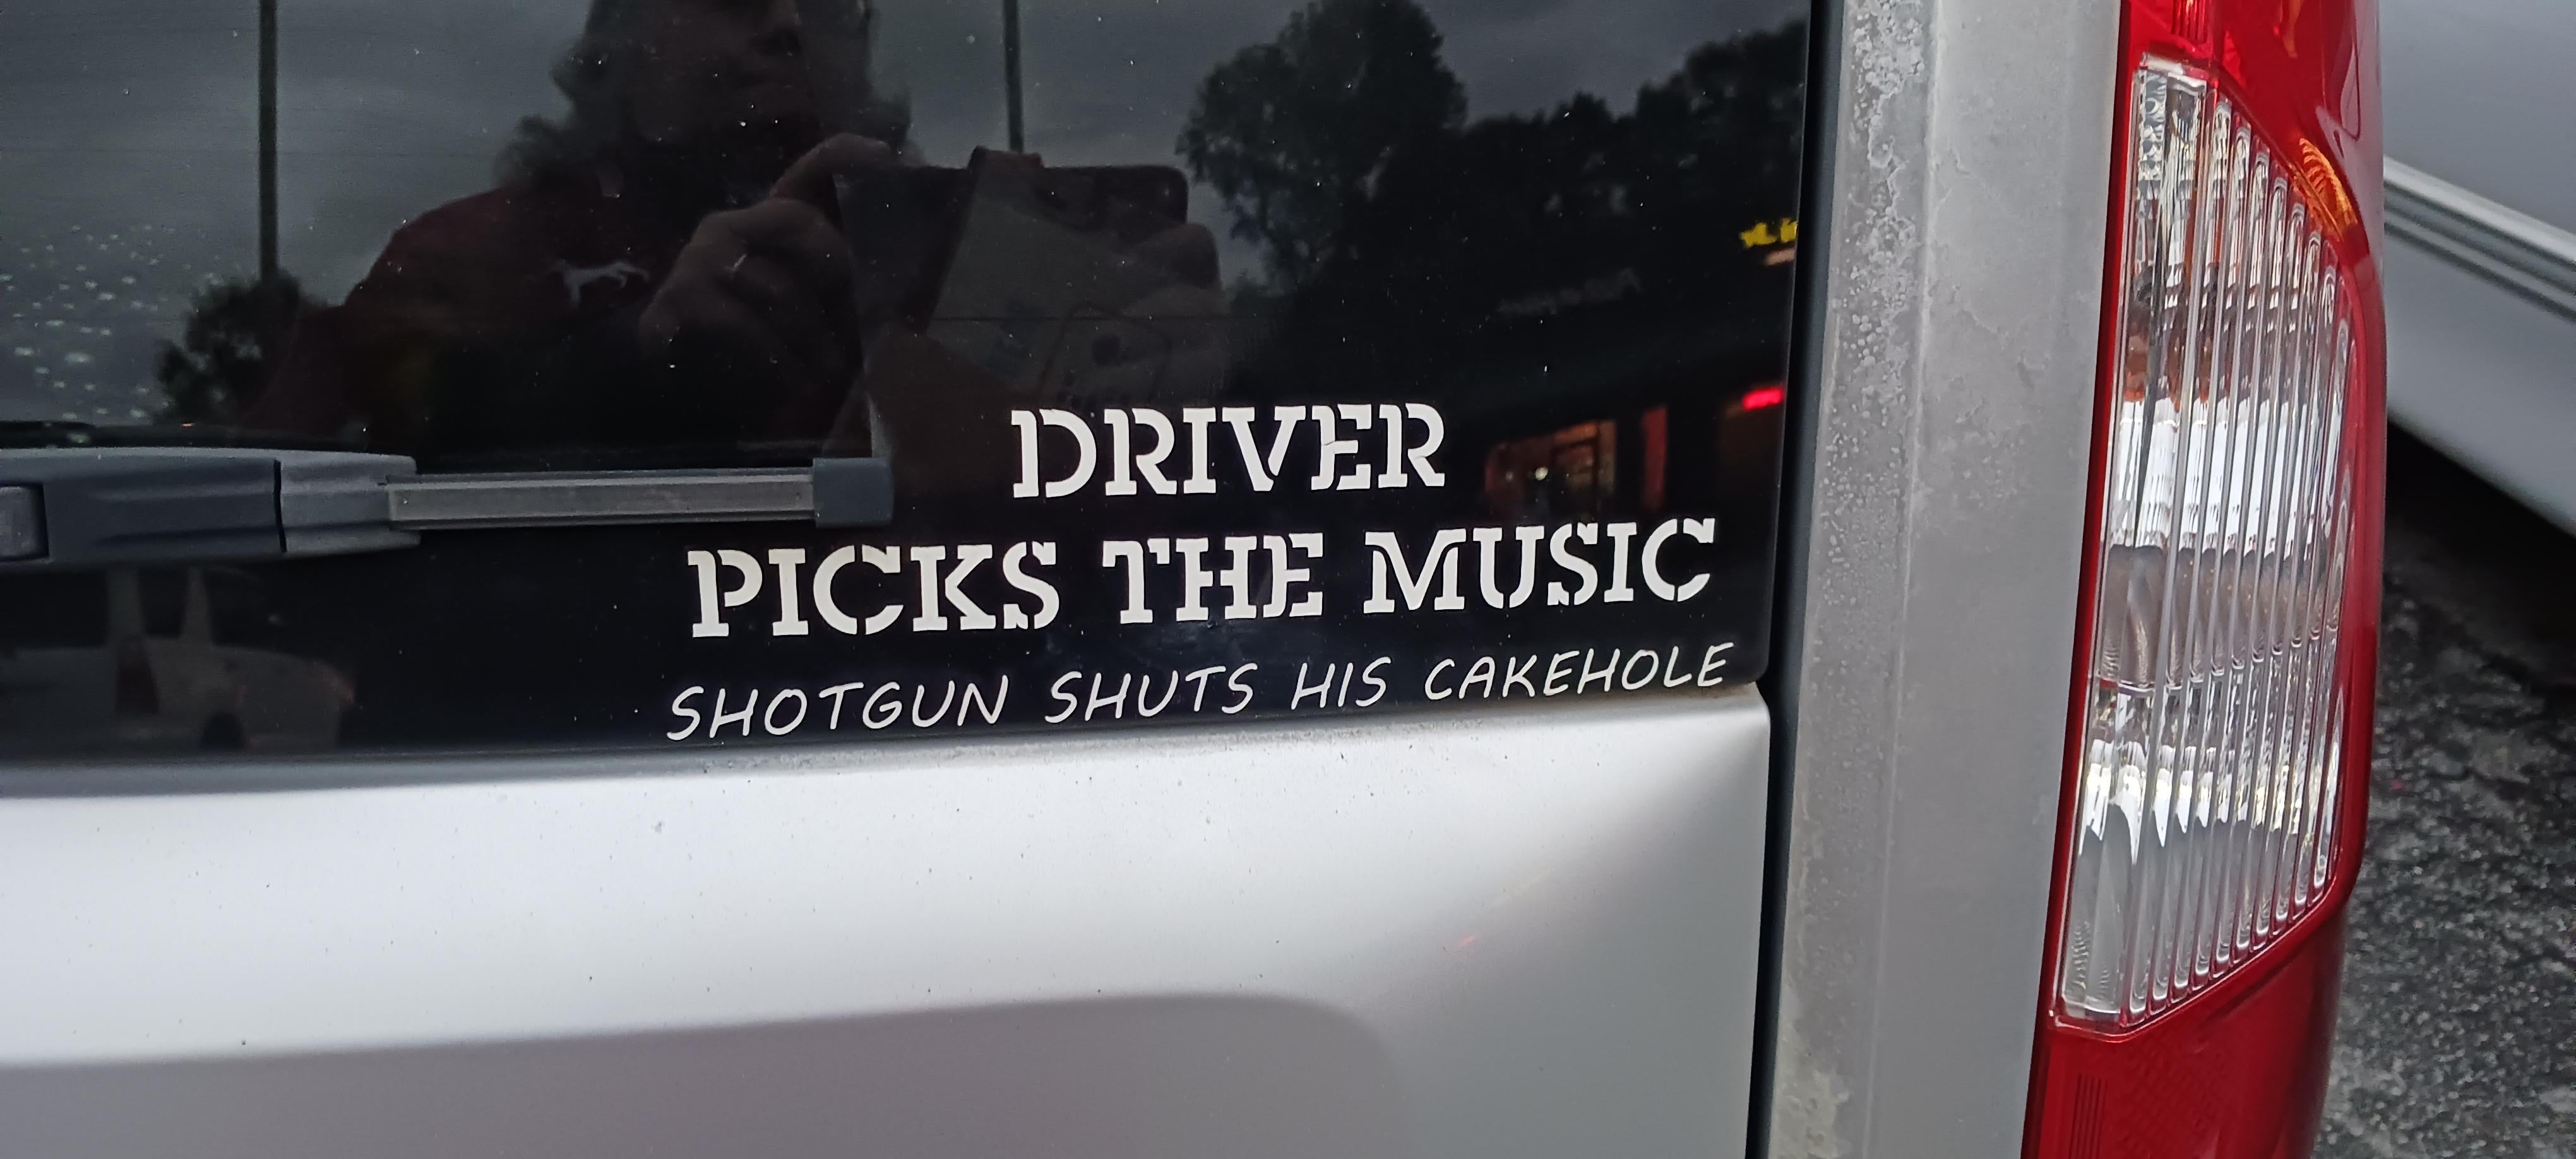 DRIVER
PICKS THE MUSIC
SHOTGUN SHUTS HIS CAKEHOLE